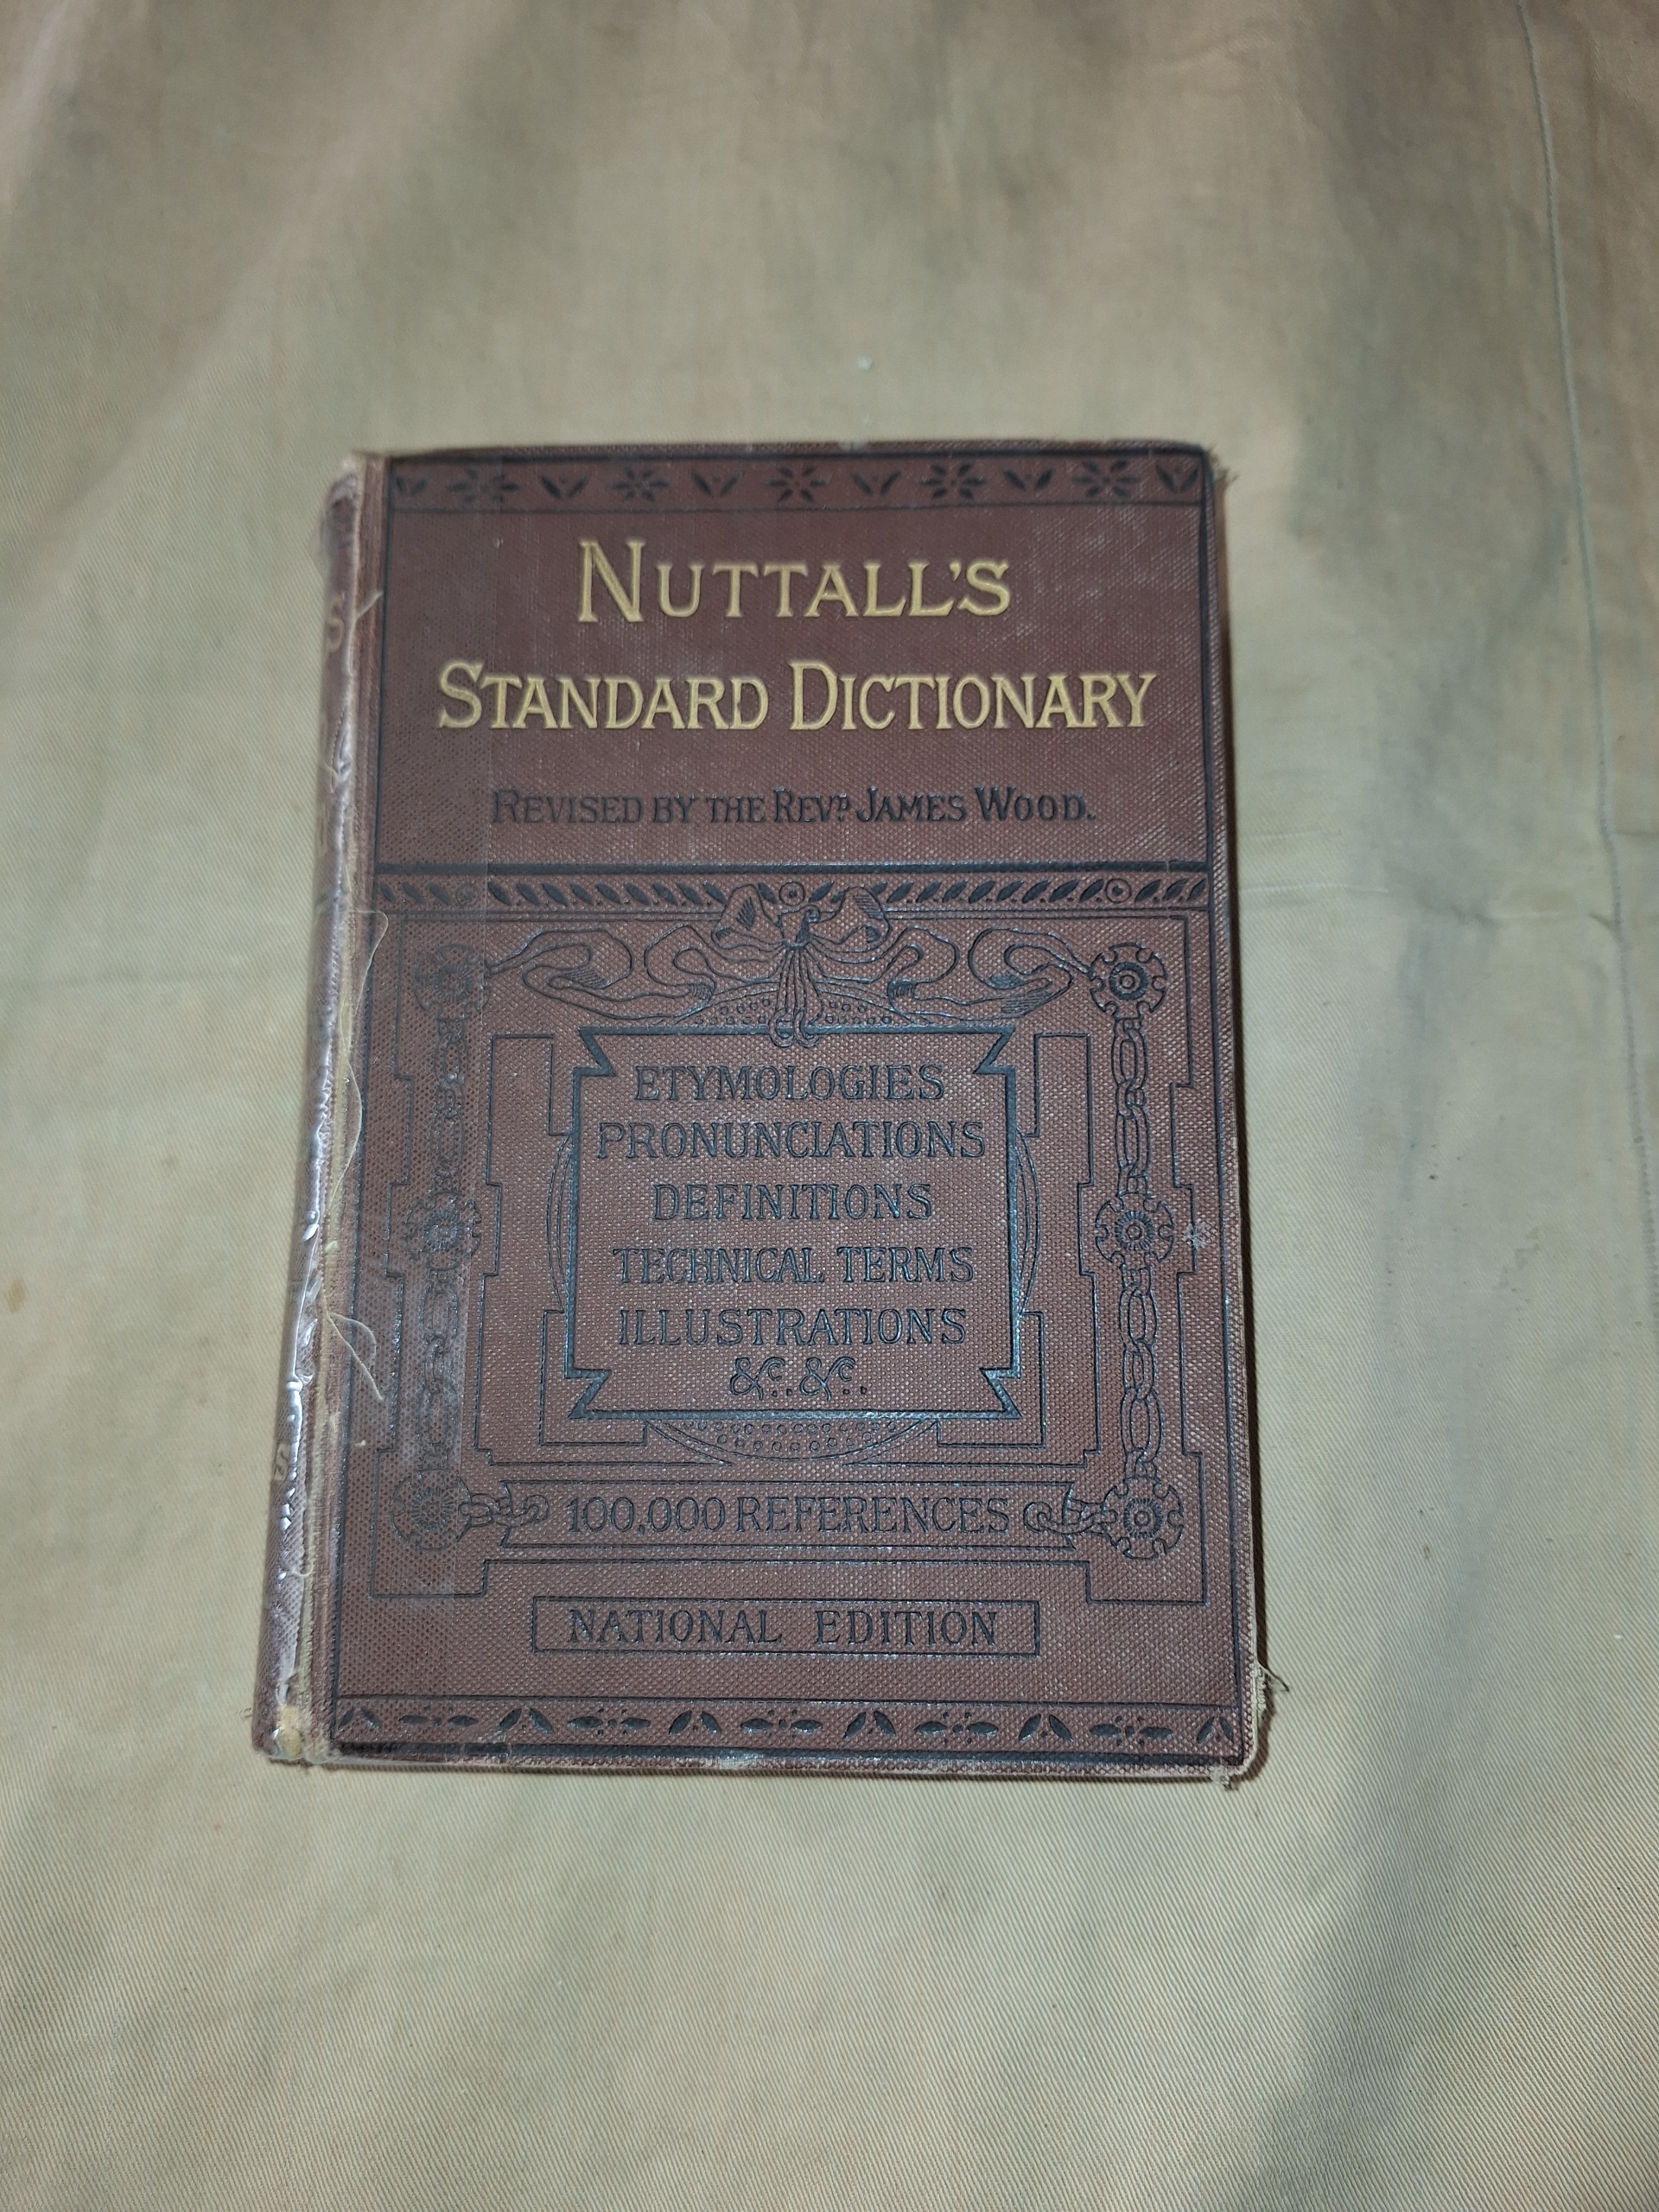 NUTTALL'S
STANDARD DICTIONARY
REVISED BY THE REVD. JAMES WOOD.
ETYMOLOGIES
PRONUNCIATIONS
DEFINITIONS
TECHNICAL TERMS
ILLUSTRATIONS
&c.. &c..
100,000 REFERENCES
NATIONAL EDITION